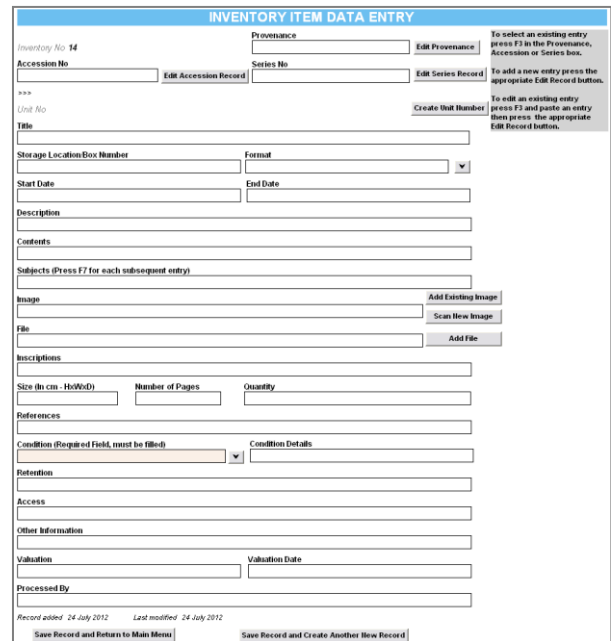 INVENTORY ITEM DATA ENTRY
Inventory No 14
Provenance
Edit Provenance
To select an existing entry
press F3 in the Provenance,
Accession or Series box.
To add a new entry press the
appropriate Edit Record button.
To edit an existing entry
press F3 and paste an entry
then press the appropriate
Edit Record button.
Accession No
Edit Accession Record
Series No
Edit Series Record
>>>
Unit No
Create Unit Number
Title
Storage Location/Box Number
Format
Start Date
End Date
Description
Contents
Subjects (Press F7 for each subsequent entry)
Image
Add Existing Image
Scan New Image
File
Add File
Inscriptions
Size (In cm - HxWxD)
Number of Pages
Quantity
References
Condition (Required Field, must be filled)
Condition Details
Retention
Access
Other Information
Valuation
Valuation Date
Processed By
Record added 24 July 2012
Last modified 24 July 2012
Save Record and Return to Main Menu
Save Record and Create Another New Record